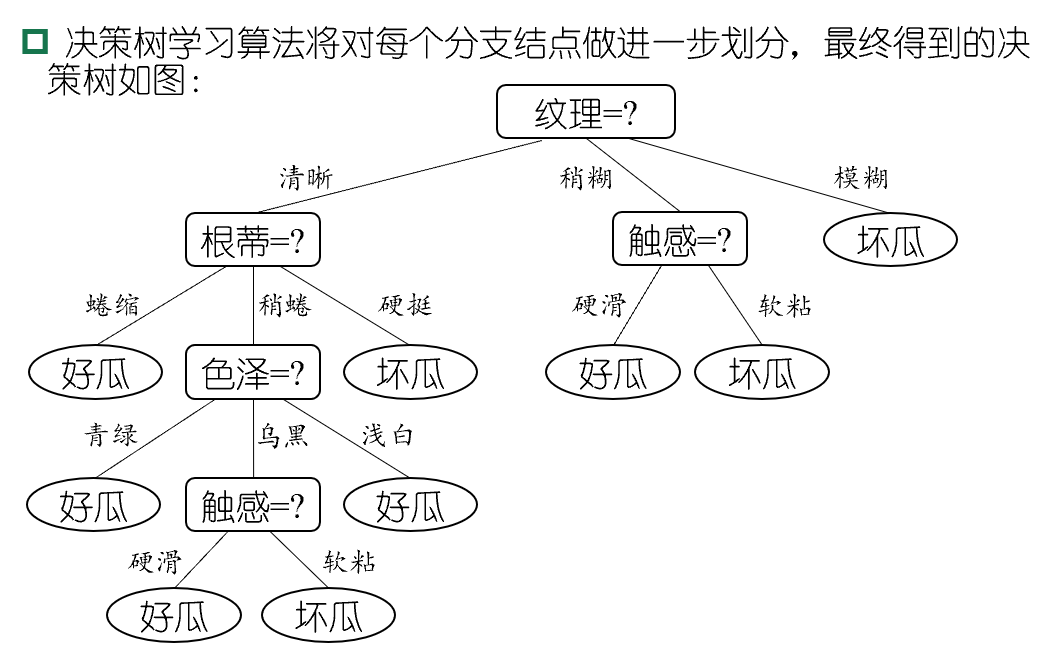 决策树学习算法将对每个分支结点做进一步划分，最终得到的决
策树如图：
纹理=?
清晰
稍糊
模糊
根蒂=?
触感=?
坏瓜
蜷缩
稍蜷
硬挺
硬滑
软粘
好瓜
色泽=?
坏瓜
好瓜
坏瓜
青绿
乌黑
浅白
好瓜
触感=?
好瓜
硬滑
软粘
好瓜
坏瓜